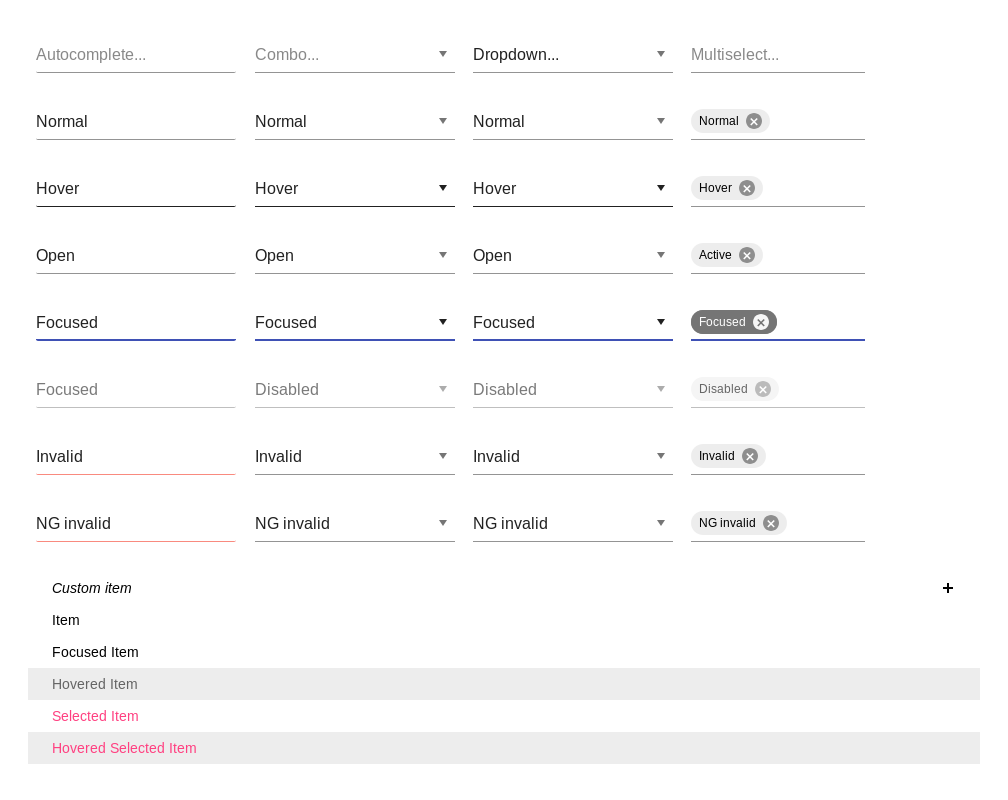 Autocomplete... Combo... Dropdown... Multiselect...
Normal Normal Normal Normal
Hover Hover Hover Hover
Open Open Open Active
Focused Focused Focused Focused
Focused Disabled Disabled Disabled
Invalid Invalid Invalid Invalid
NG invalid NG invalid NG invalid NG invalid
Custom item
Item
Focused Item
Hovered Item
Selected Item
Hovered Selected Item